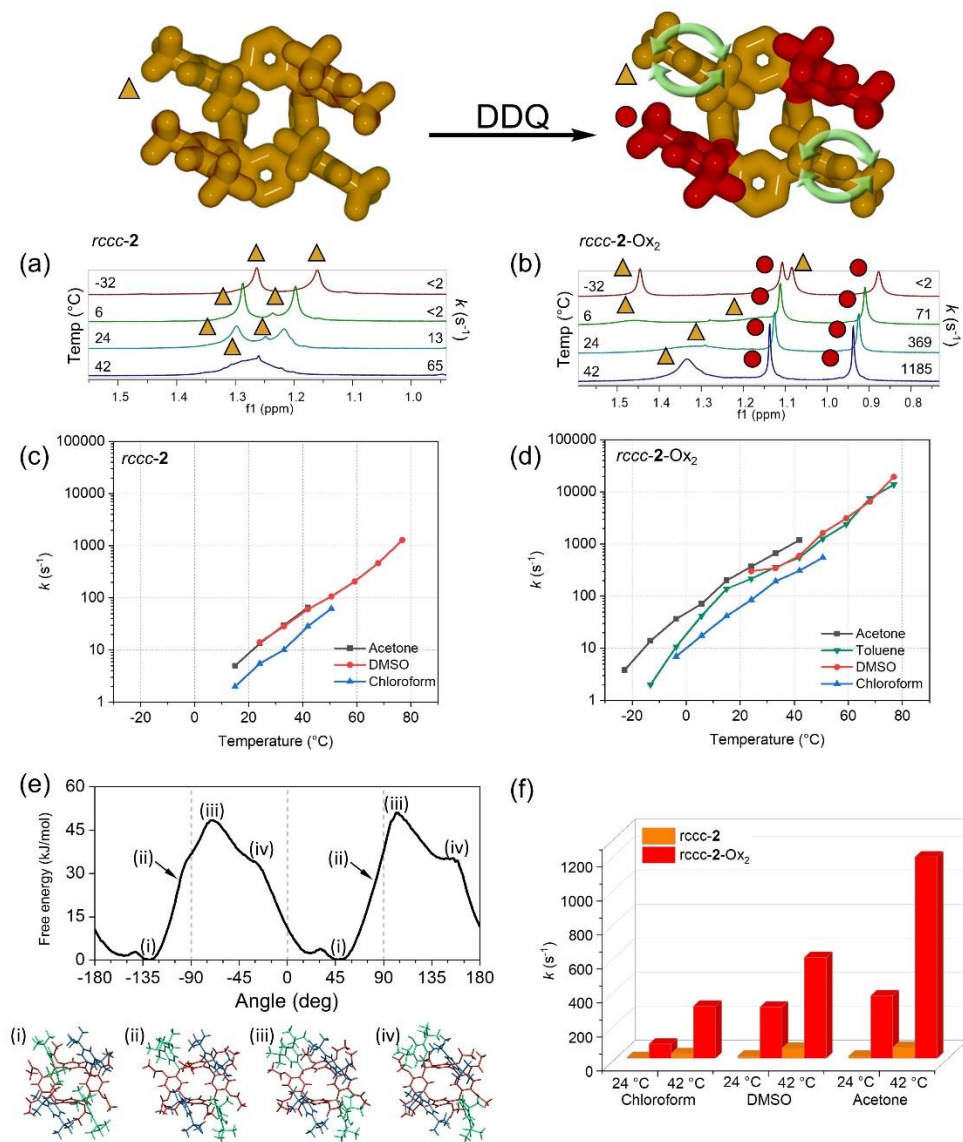 DDQ
rccc-2
rccc-2-Ox2
(a)
-32 <2
6 <2
24 13
42 65
Temp (°C)
k (s-1)
1.5 1.4 1.3 1.2 1.1 1.0
f1 (ppm)
(b)
-32 <2
6 71
24 369
42 1185
Temp (°C)
k (s-1)
1.5 1.4 1.3 1.2 1.1 1.0 0.9 0.8
f1 (ppm)
(c)
rccc-2
100000
10000
1000
100
10
1
k (s-1)
Acetone
DMSO
Chloroform
-20 0 20 40 60 80
Temperature (°C)
(d)
rccc-2-Ox2
100000
10000
1000
100
10
1
k (s-1)
Acetone
Toluene
DMSO
Chloroform
-20 0 20 40 60 80
Temperature (°C)
(e)
60
45
30
15
0
Free energy (kJ/mol)
(i) (ii) (iii) (iv) (i) (ii) (iii) (iv)
-180 -135 -90 -45 0 45 90 135 180
Angle (deg)
(i) (ii) (iii) (iv)
(f)
rccc-2
rccc-2-Ox2
1200
1000
800
600
400
200
0
k (s-1)
24 °C 42 °C 24 °C 42 °C 24 °C 42 °C
Chloroform DMSO Acetone